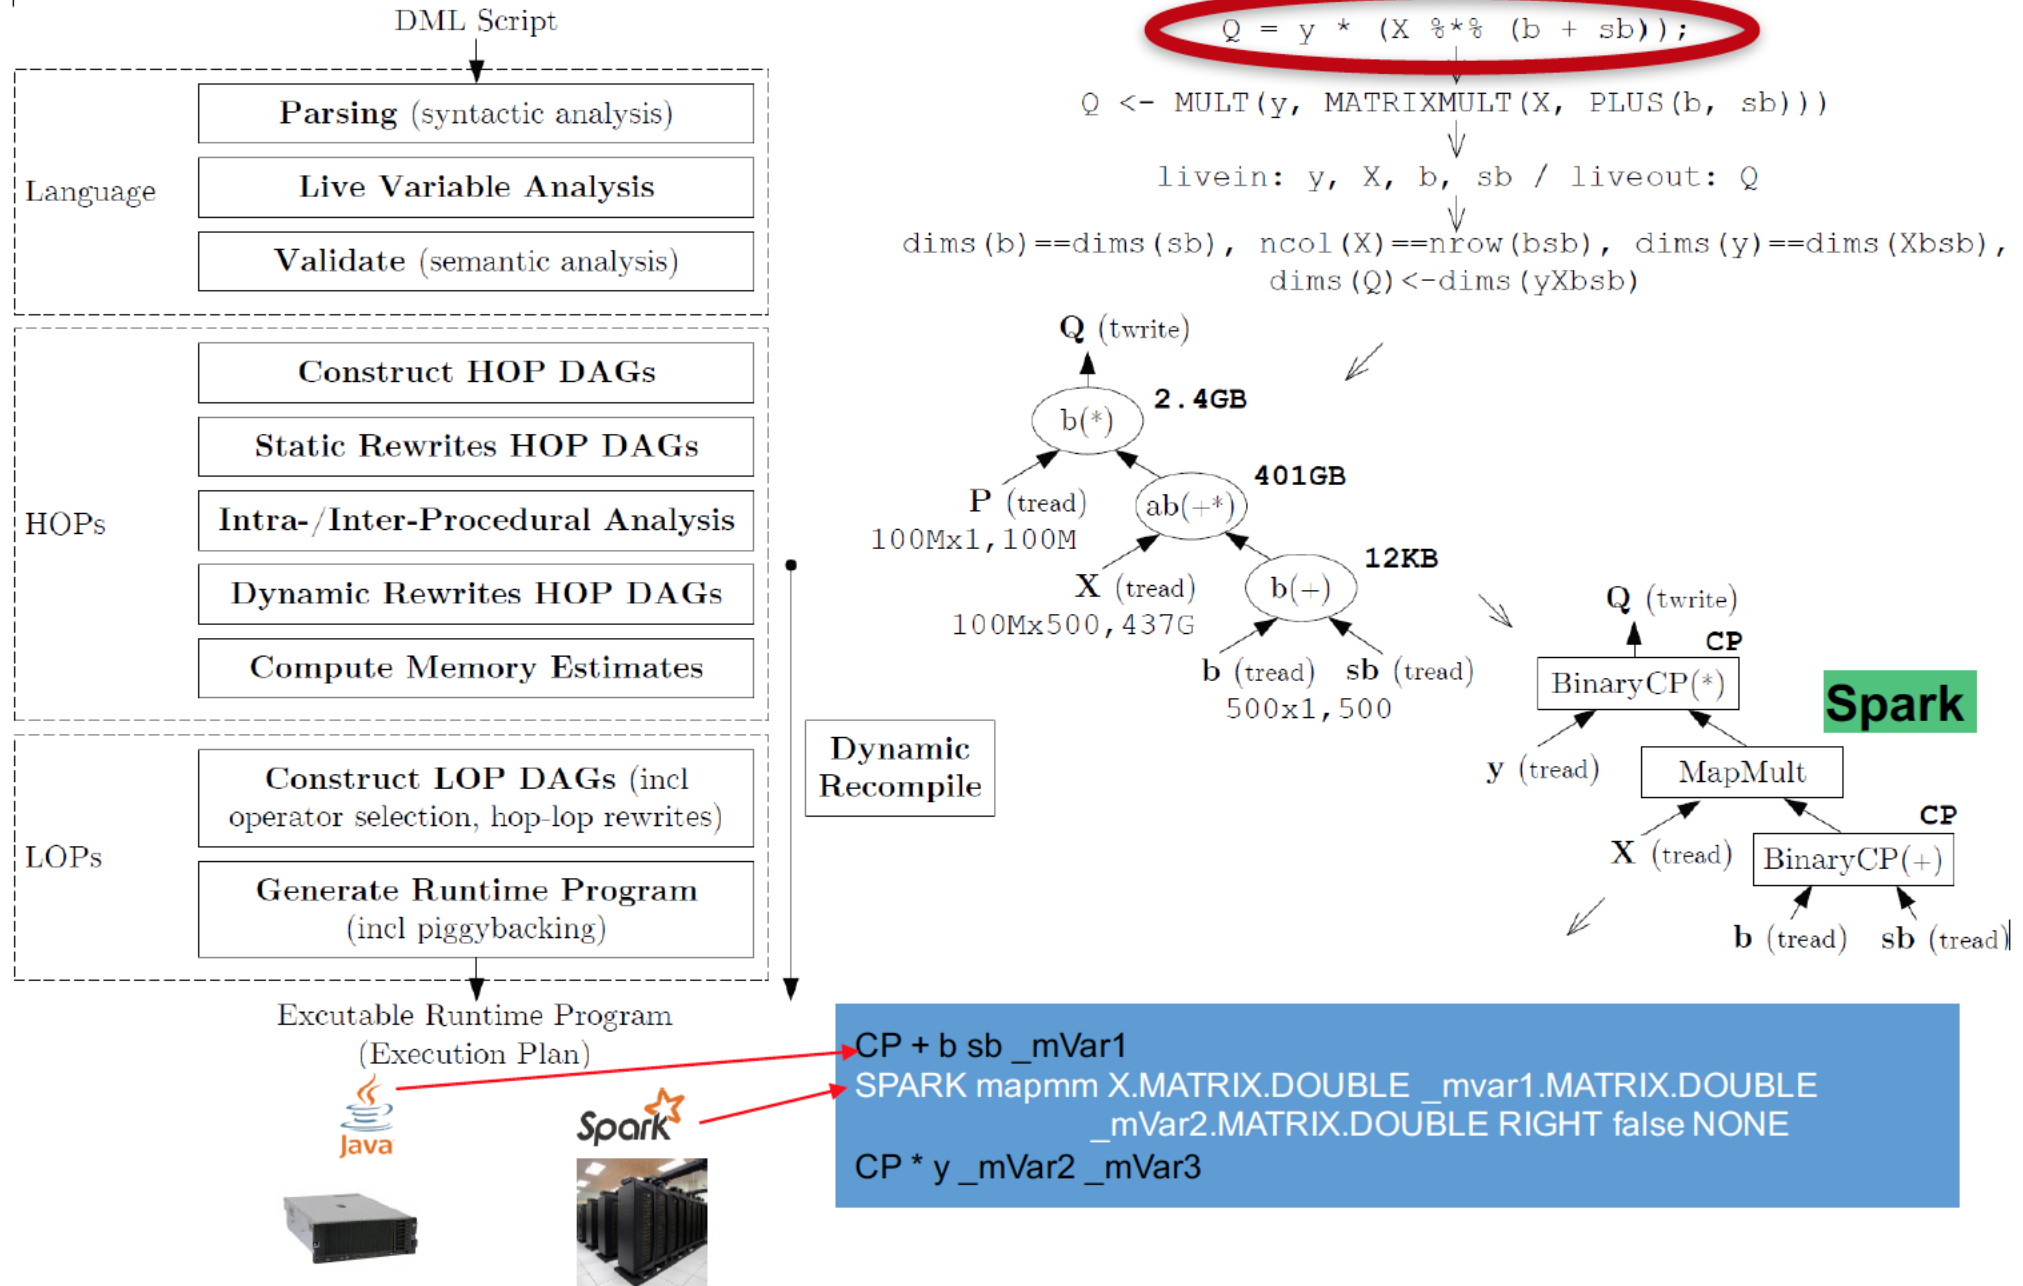 DML Script
Language
Parsing (syntactic analysis)
Live Variable Analysis
Validate (semantic analysis)
HOPs
Construct HOP DAGs
Static Rewrites HOP DAGs
Intra-/Inter-Procedural Analysis
Dynamic Rewrites HOP DAGs
Compute Memory Estimates
LOPs
Construct LOP DAGs (incl
operator selection, hop-lop rewrites)
Generate Runtime Program
(incl piggybacking)
Dynamic
Recompile
Excutable Runtime Program
(Execution Plan)
Java
Spark
Q = y * (X %*% (b + sb));
Q <- MULT(y, MATRIXMULT(X, PLUS(b, sb)))
livein: y, X, b, sb / liveout: Q
dims(b)==dims(sb), ncol(X)==nrow(bsb), dims(y)==dims(Xbsb),
dims(Q)<-dims(yXbsb)
Q (twrite)
b(*)
2.4GB
P (tread)
100Mx1,100M
ab(+*)
401GB
X (tread)
100Mx500,437G
b(+)
12KB
b (tread)
sb (tread)
500x1,500
Q (twrite)
CP
BinaryCP(*)
Spark
y (tread)
MapMult
X (tread)
CP
BinaryCP(+)
b (tread)
sb (tread)
CP + b sb _mVar1
SPARK mapmm X.MATRIX.DOUBLE _mvar1.MATRIX.DOUBLE
_mVar2.MATRIX.DOUBLE RIGHT false NONE
CP * y _mVar2 _mVar3